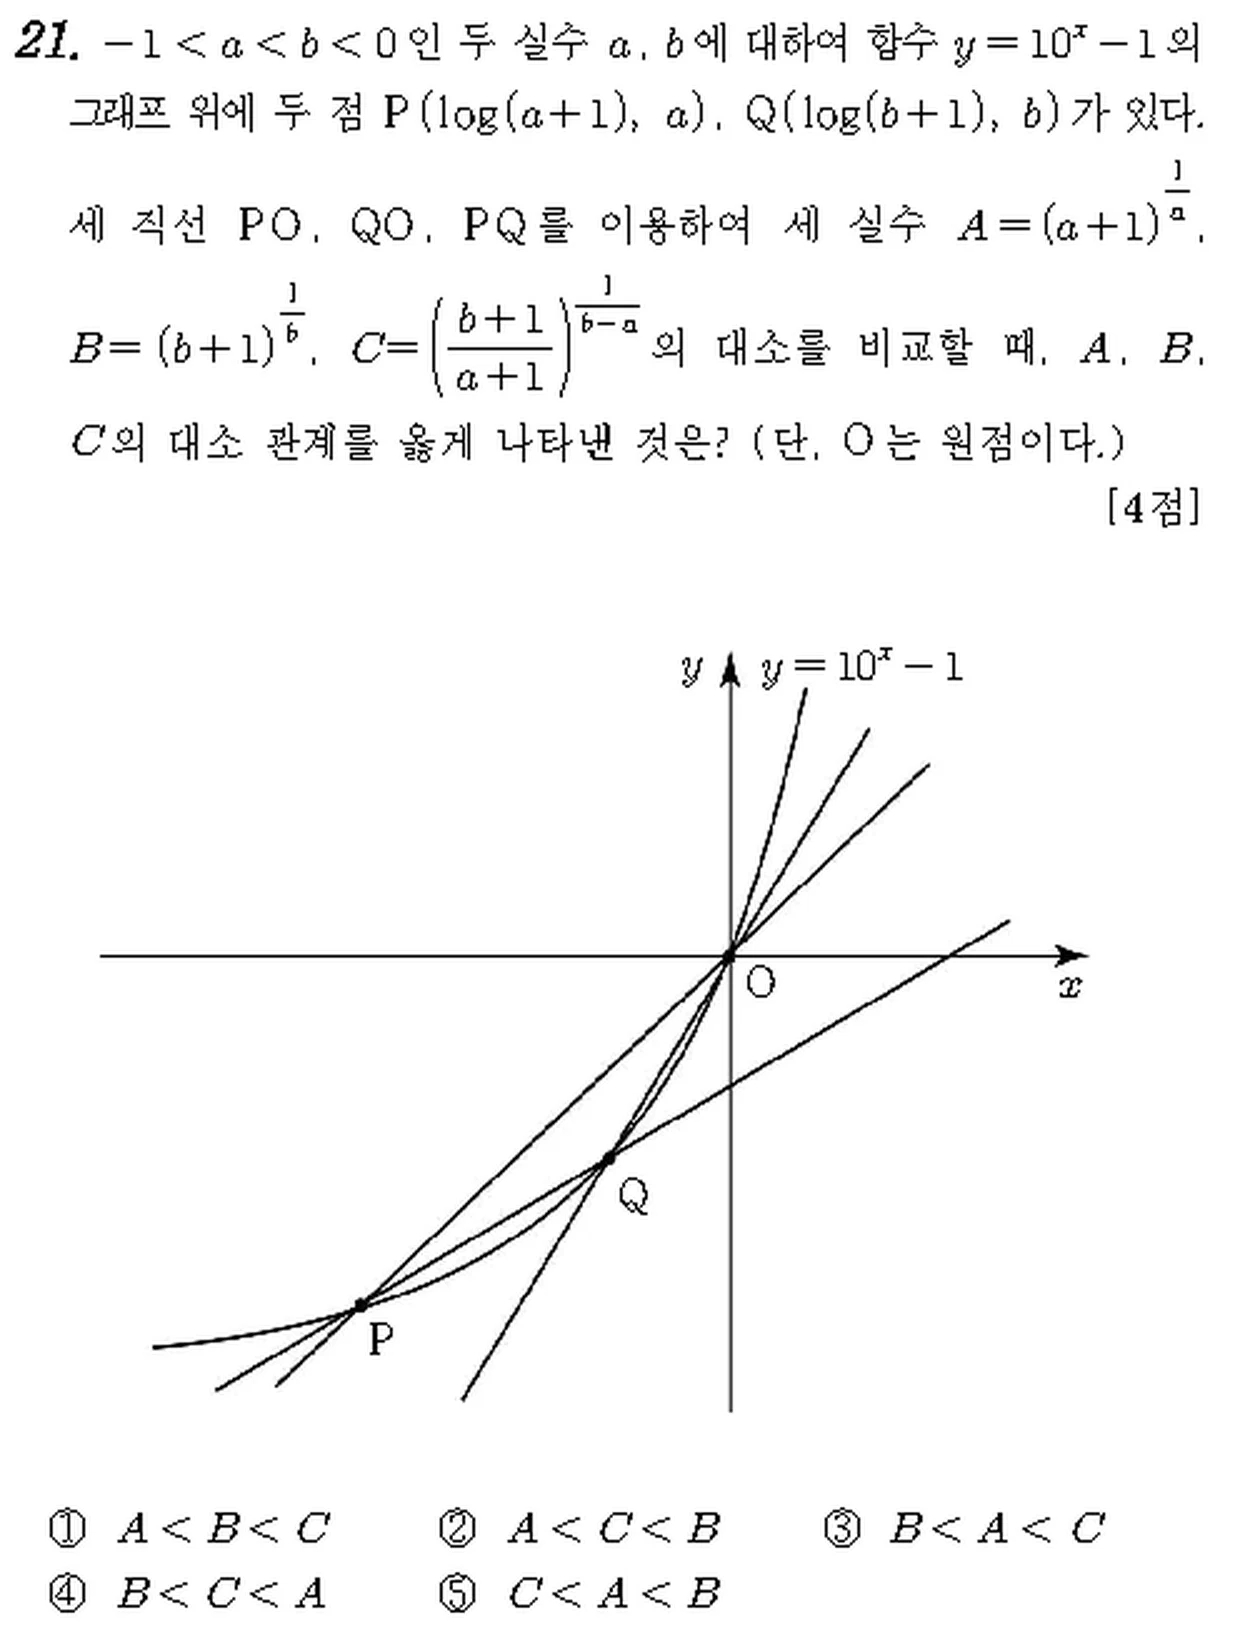 21. −1 < a < b < 0인 두 실수 a, b에 대하여 함수 y = 10^x − 1의
그래프 위에 두 점 P(log(a+1), a), Q(log(b+1), b)가 있다.
세 직선 PO, QO, PQ를 이용하여 세 실수 A = (a+1)^{1/a},
B = (b+1)^{1/b}, C = ((b+1)/(a+1))^{1/(b−a)}의 대소를 비교할 때, A, B,
C의 대소 관계를 옳게 나타낸 것은? (단, O는 원점이다.)
[4점]
y y = 10^x − 1
O
x
Q
P
① A < B < C ② A < C < B ③ B < A < C
④ B < C < A ⑤ C < A < B